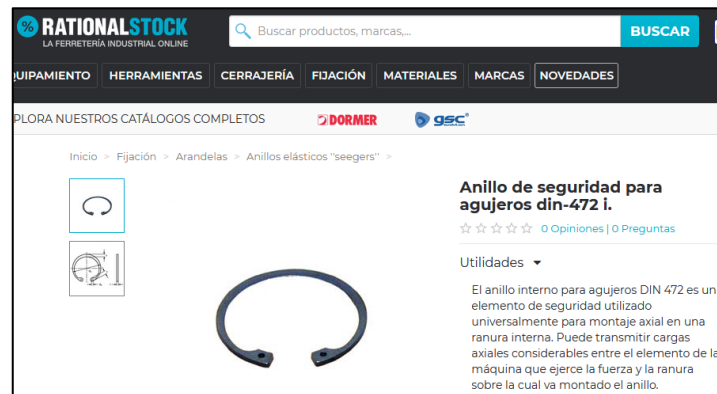 % RATIONALSTOCK
LA FERRETERÍA INDUSTRIAL ONLINE
Buscar productos, marcas,...
BUSCAR
QUIPAMIENTO HERRAMIENTAS CERRAJERÍA FIJACIÓN MATERIALES MARCAS NOVEDADES
PLORA NUESTROS CATÁLOGOS COMPLETOS DORMER gsc
Inicio > Fijación > Arandelas > Anillos elásticos "seegers" >
Anillo de seguridad para
agujeros din-472 i.
0 Opiniones | 0 Preguntas
Utilidades
El anillo interno para agujeros DIN 472 es un
elemento de seguridad utilizado
universalmente para montaje axial en una
ranura interna. Puede transmitir cargas
axiales considerables entre el elemento de la
máquina que ejerce la fuerza y la ranura
sobre la cual va montado el anillo.